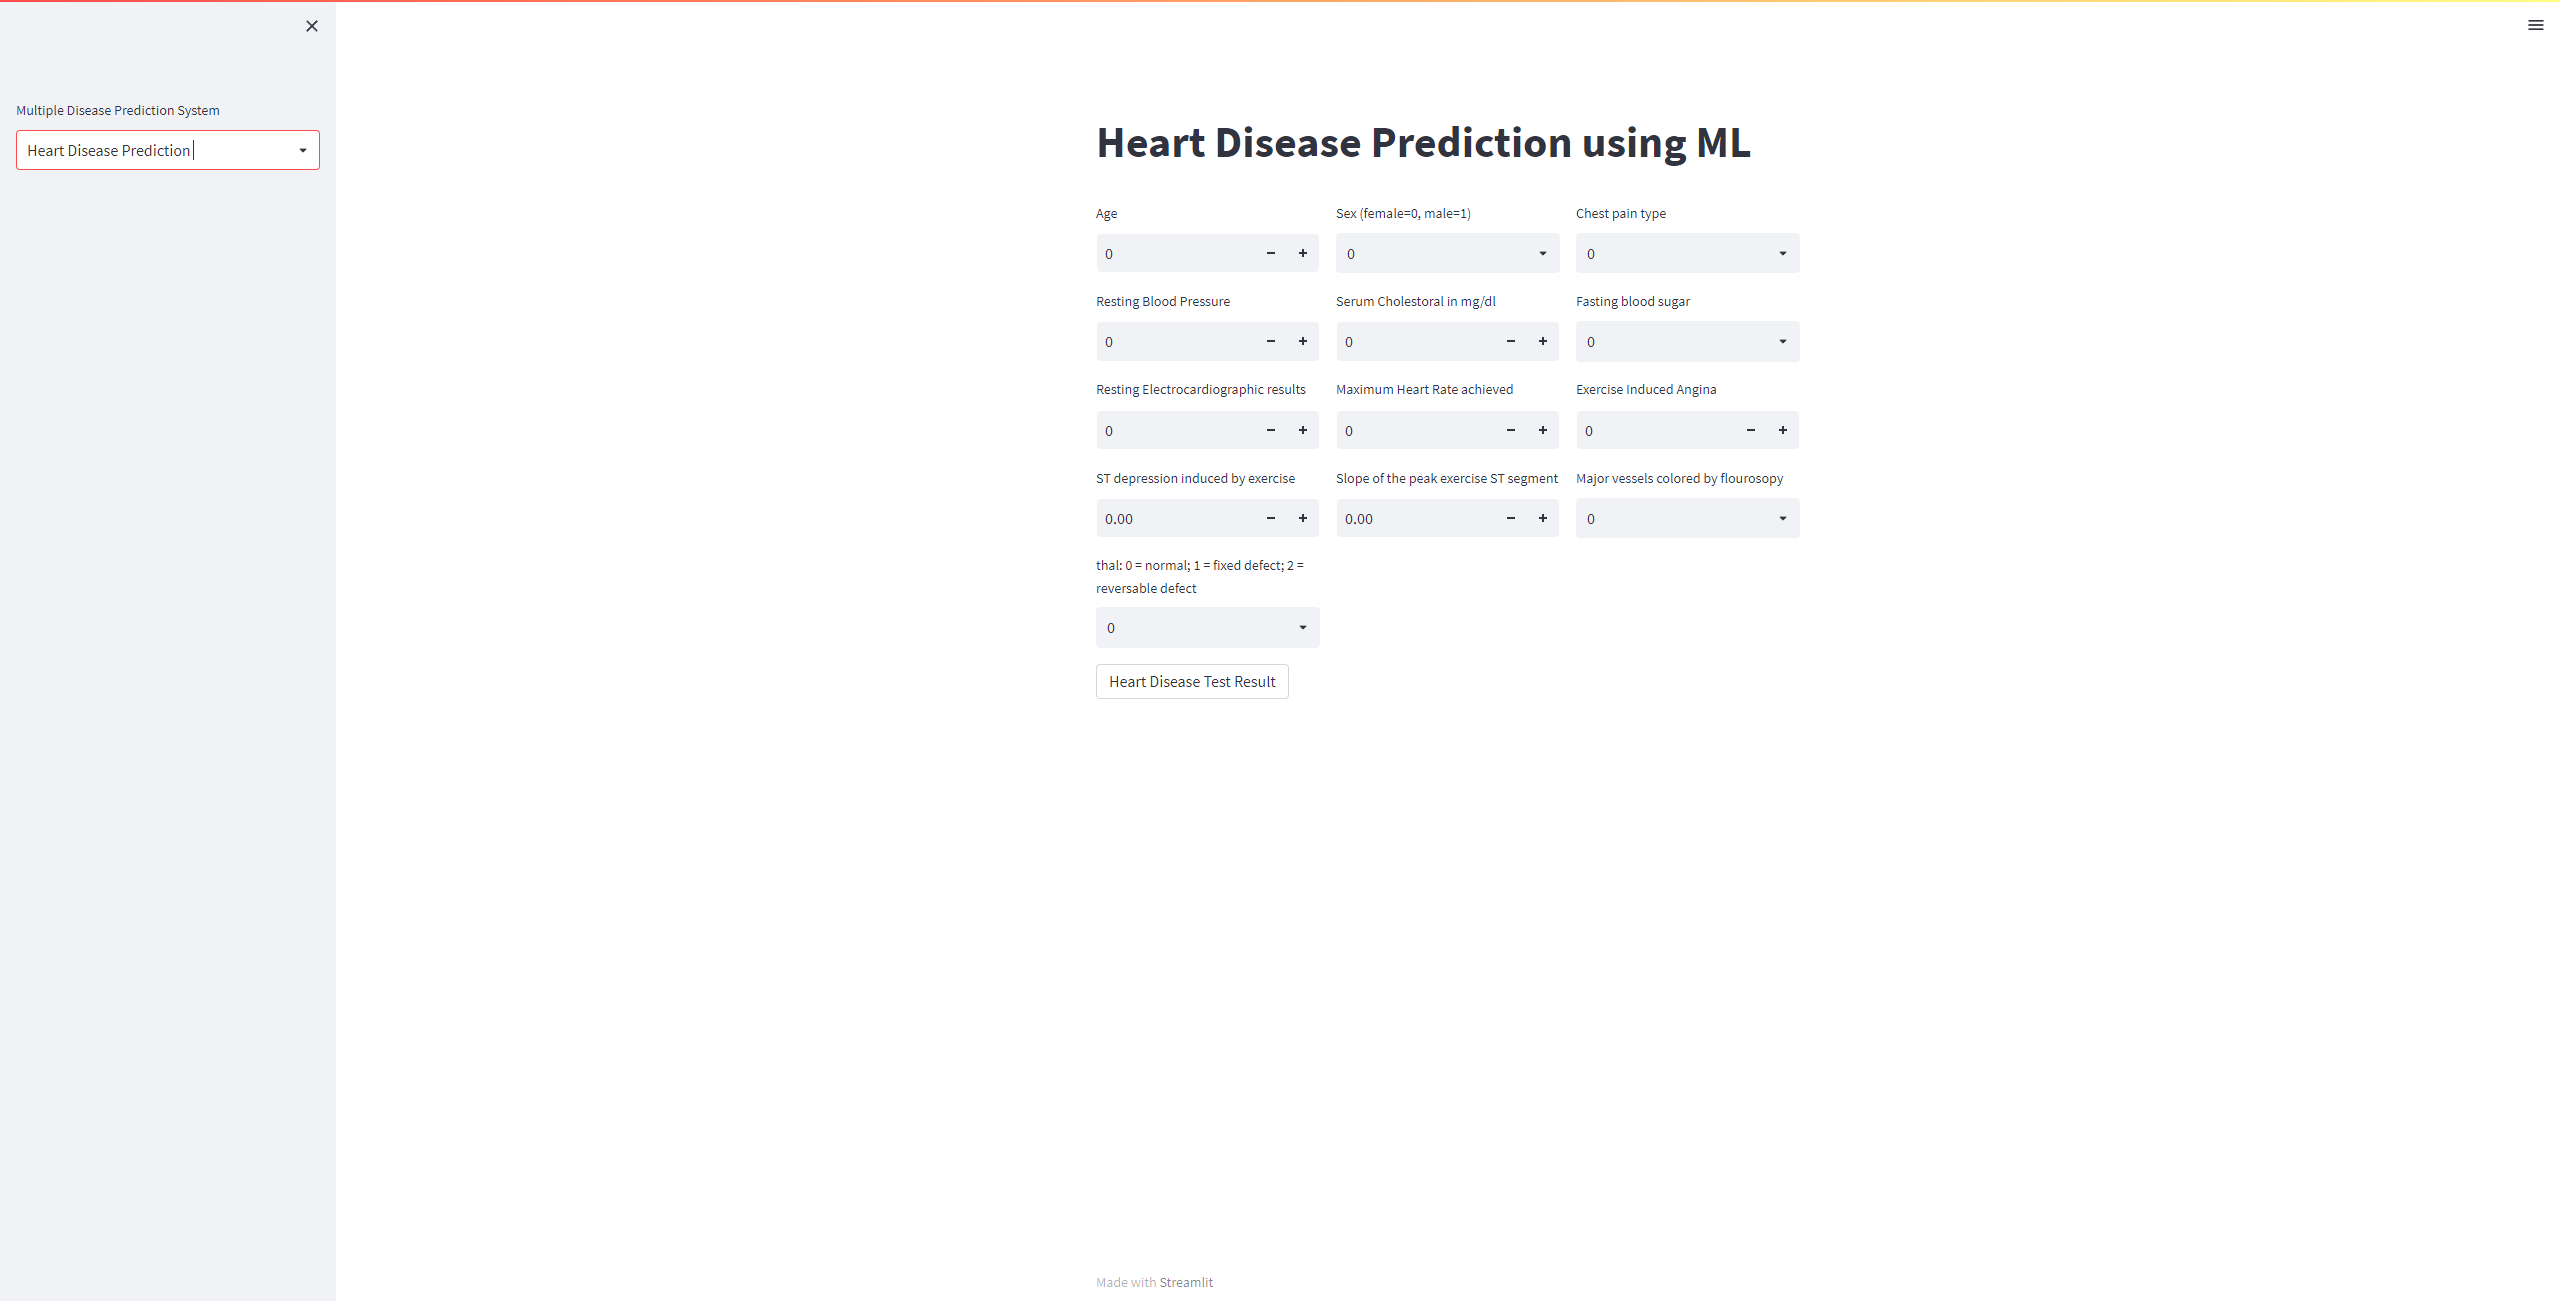 Multiple Disease Prediction System
Heart Disease Prediction
Heart Disease Prediction using ML
Age
Sex (female=0, male=1)
Chest pain type
0
0
0
Resting Blood Pressure
Serum Cholestoral in mg/dl
Fasting blood sugar
0
0
0
Resting Electrocardiographic results
Maximum Heart Rate achieved
Exercise Induced Angina
0
0
0
ST depression induced by exercise
Slope of the peak exercise ST segment
Major vessels colored by flourosopy
0.00
0.00
0
thal: 0 = normal; 1 = fixed defect; 2 =
reversable defect
0
Heart Disease Test Result
Made with Streamlit